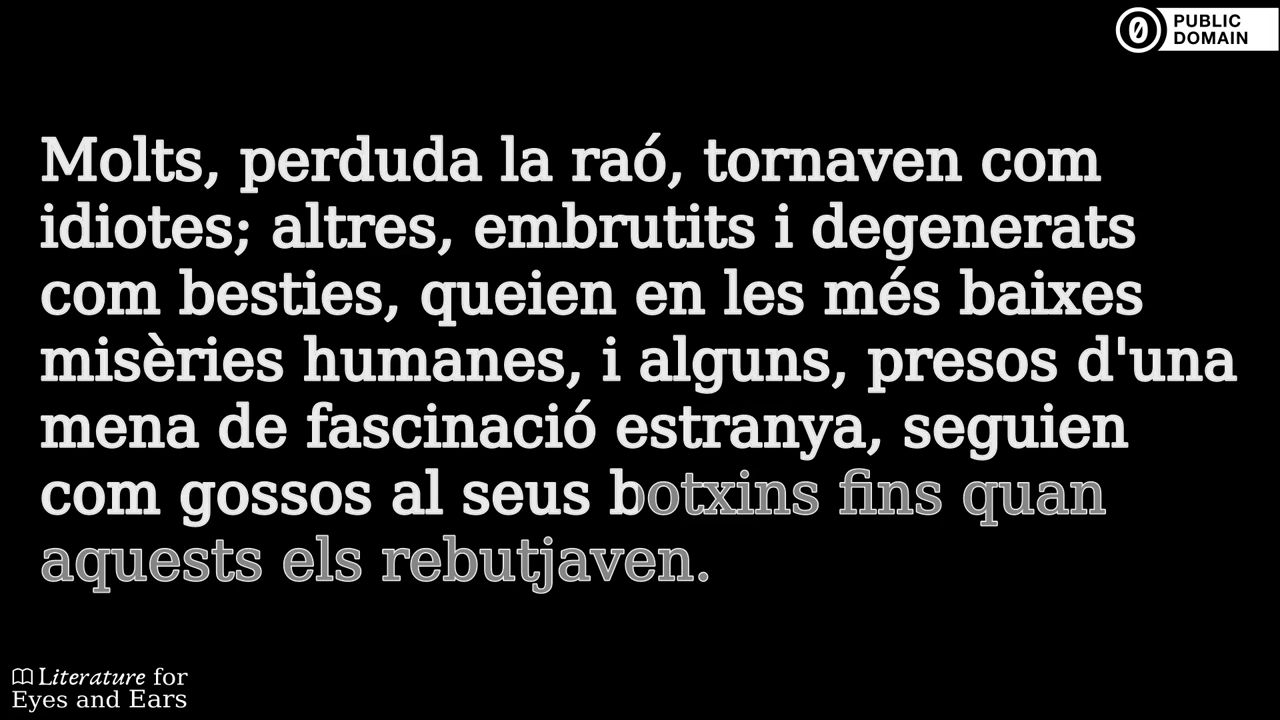 PUBLIC
DOMAIN
Molts, perduda la raó, tornaven com
idiotes; altres, embrutits i degenerats
com besties, queien en les més baixes
misèries humanes, i alguns, presos d'una
mena de fascinació estranya, seguien
com gossos al seus botxins fins quan
aquests els rebutjaven.
Literature for
Eyes and Ears